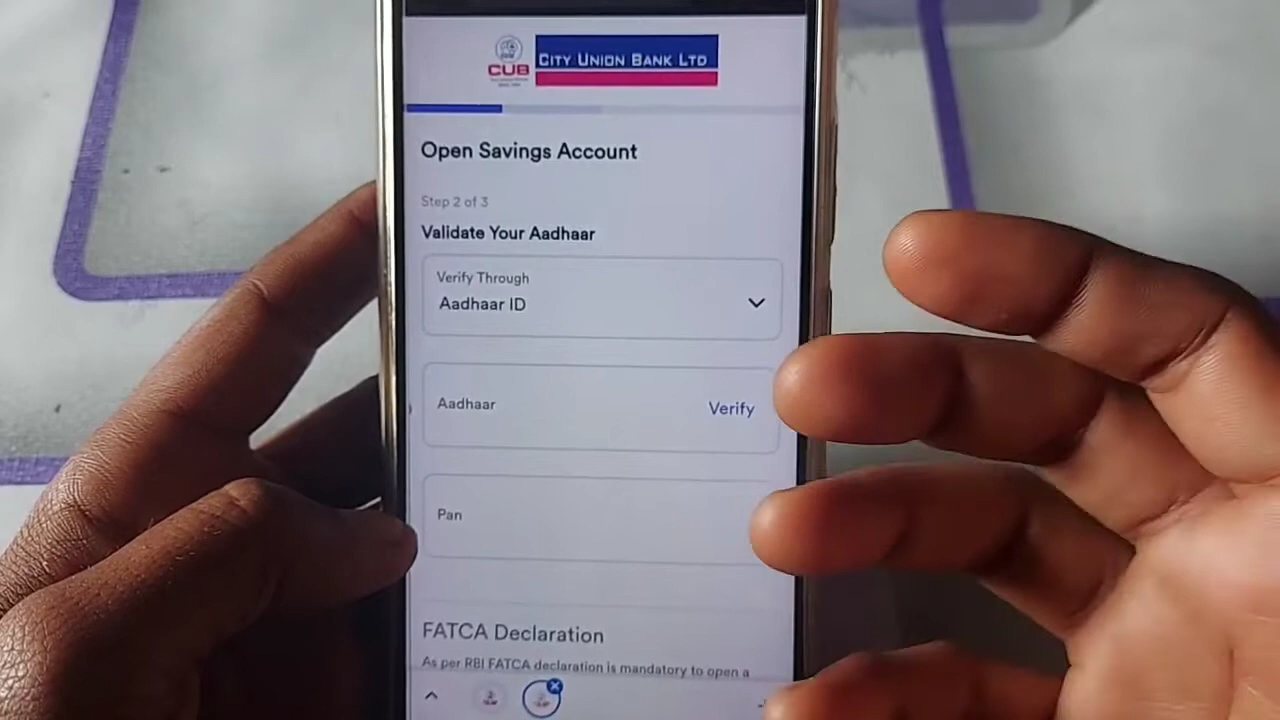 CUB
CITY UNION BANK LTD
Open Savings Account
Step 2 of 3
Validate Your Aadhaar
Verify Through
Aadhaar ID
Aadhaar
Verify
Pan
FATCA Declaration
As per RBI FATCA declaration is mandatory to open a